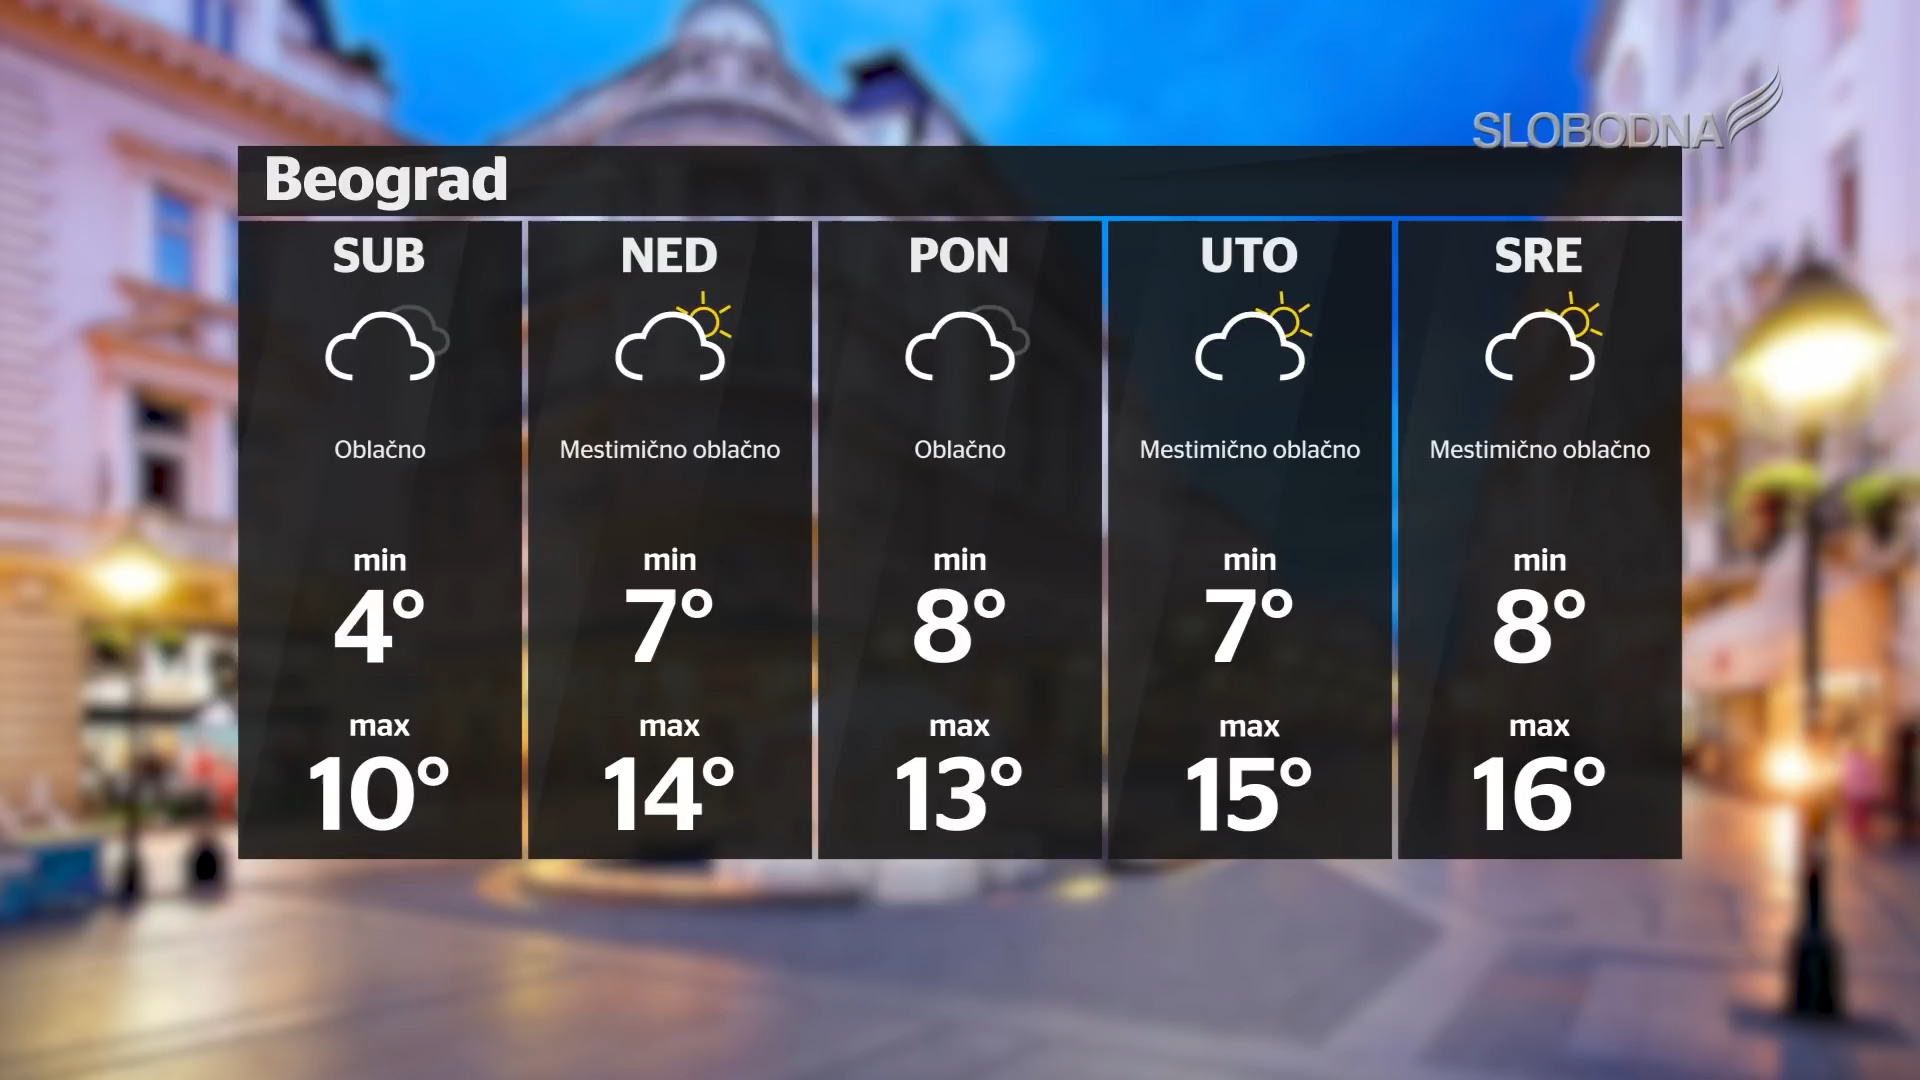 SLOBODNA
Beograd
SUB
Oblačno
min
4°
max
10°
NED
Mestimično oblačno
min
7°
max
14°
PON
Oblačno
min
8°
max
13°
UTO
Mestimično oblačno
min
7°
max
15°
SRE
Mestimično oblačno
min
8°
max
16°